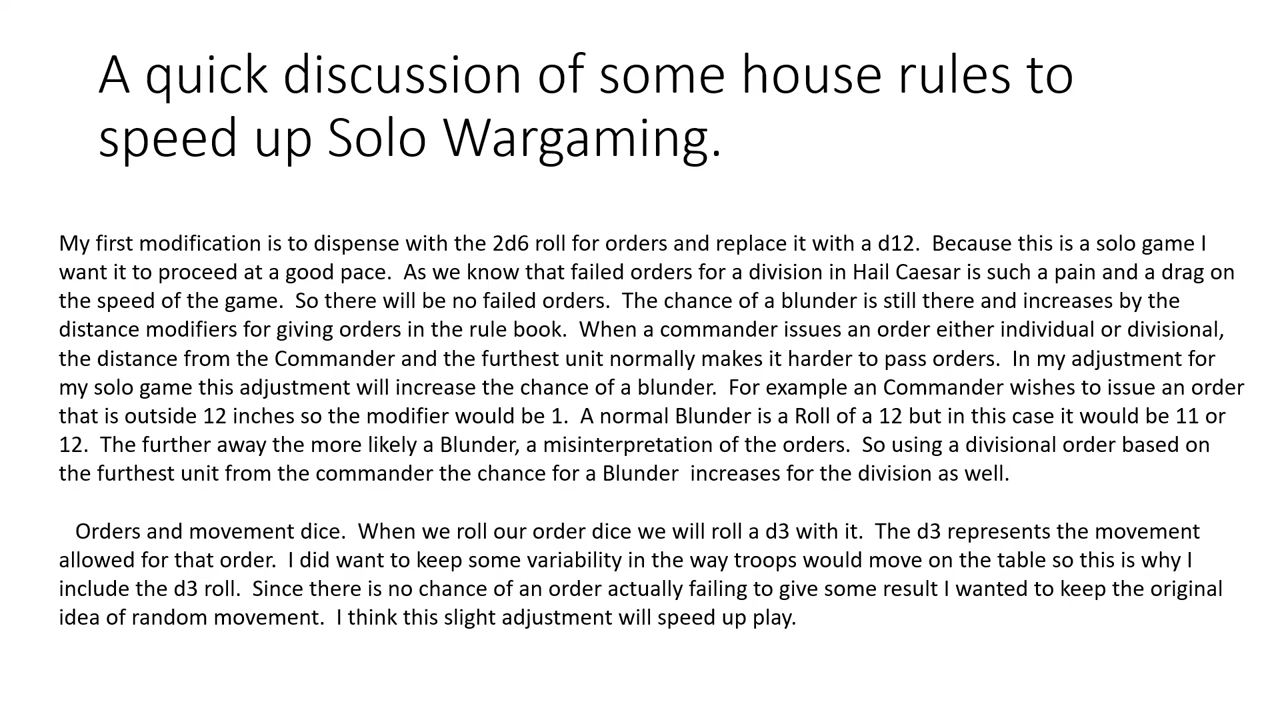 A quick discussion of some house rules to
speed up Solo Wargaming.
My first modification is to dispense with the 2d6 roll for orders and replace it with a d12.  Because this is a solo game I
want it to proceed at a good pace.  As we know that failed orders for a division in Hail Caesar is such a pain and a drag on
the speed of the game.  So there will be no failed orders.  The chance of a blunder is still there and increases by the
distance modifiers for giving orders in the rule book.  When a commander issues an order either individual or divisional,
the distance from the Commander and the furthest unit normally makes it harder to pass orders.  In my adjustment for
my solo game this adjustment will increase the chance of a blunder.  For example an Commander wishes to issue an order
that is outside 12 inches so the modifier would be 1.  A normal Blunder is a Roll of a 12 but in this case it would be 11 or
12.  The further away the more likely a Blunder, a misinterpretation of the orders.  So using a divisional order based on
the furthest unit from the commander the chance for a Blunder  increases for the division as well.
Orders and movement dice.  When we roll our order dice we will roll a d3 with it.  The d3 represents the movement
allowed for that order.  I did want to keep some variability in the way troops would move on the table so this is why I
include the d3 roll.  Since there is no chance of an order actually failing to give some result I wanted to keep the original
idea of random movement.  I think this slight adjustment will speed up play.